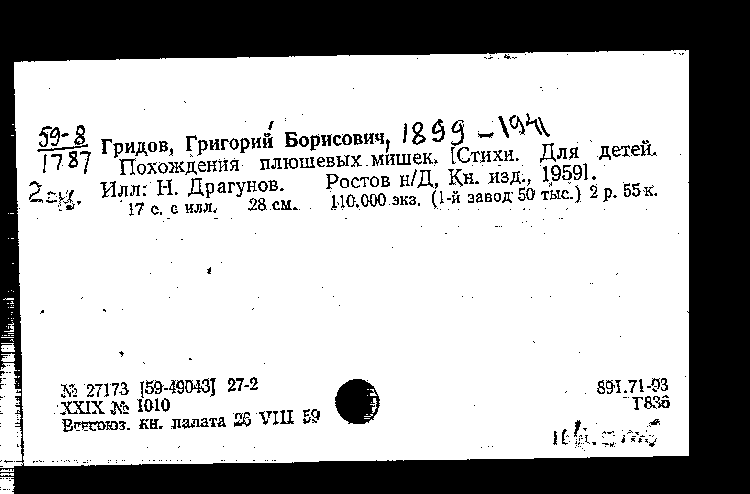 59-8
1787
2 экз.
Гридов, Григорий Борисович, 1899 – 1941
Похождения плюшевых мишек. [Стихи. Для детей.
Илл: Н. Драгунов. Ростов н/Д, Кн. изд., 1959].
17 с. с илл. 28 см. 110.000 экз. (1-й завод 50 тыс.) 2 р. 55 к.
№ 27173 [59-49043] 27-2
XXIX № 1010
Всесоюз. кн. палата 26 VIII 59
891.71-93
Г836